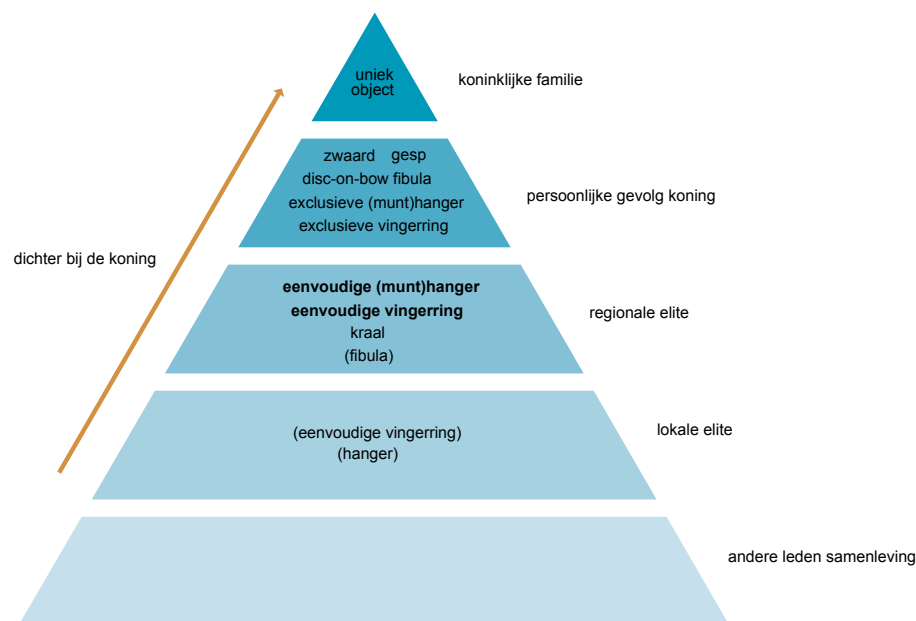 uniek
object
koninklijke familie
zwaard gesp
disc-on-bow fibula
exclusieve (munt)hanger
exclusieve vingerring
persoonlijke gevolg koning
dichter bij de koning
eenvoudige (munt)hanger
eenvoudige vingerring
kraal
(fibula)
regionale elite
(eenvoudige vingerring)
(hanger)
lokale elite
andere leden samenleving